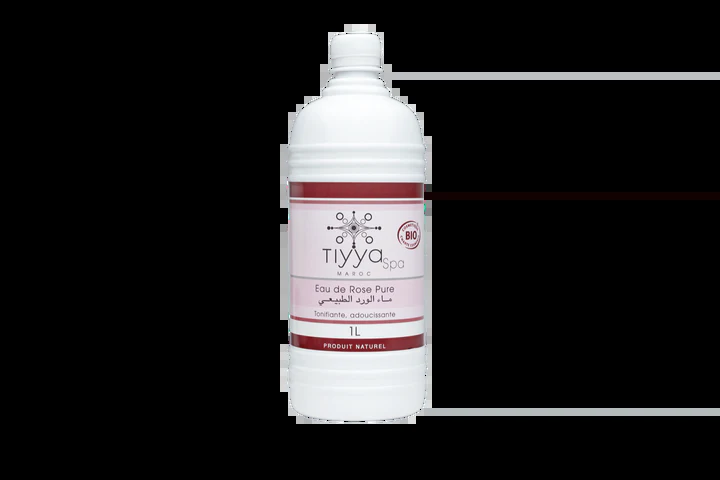 BIO
TIyya Spa
MAROC
Eau de Rose Pure
ماء الورد الطبيعي
Tonifiante, adoucissante
1L
PRODUIT NATUREL